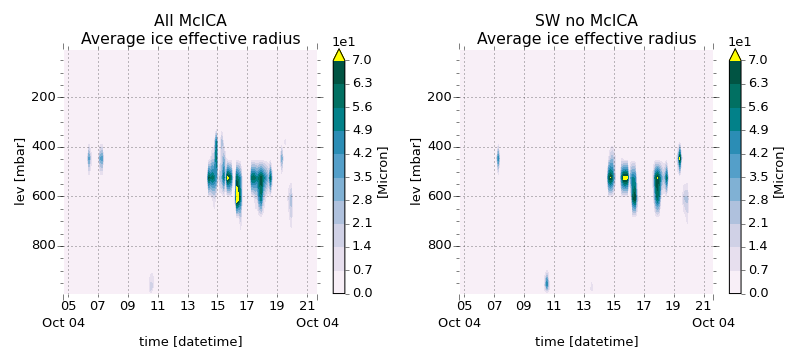 All McICA
Average ice effective radius
1e1
7.0
6.3
5.6
4.9
4.2
3.5
2.8
2.1
1.4
0.7
0.0
[Micron]
200
400
600
800
lev [mbar]
05 07 09 11 13 15 17 19 21
Oct 04 Oct 04
time [datetime]
SW no McICA
Average ice effective radius
1e1
7.0
6.3
5.6
4.9
4.2
3.5
2.8
2.1
1.4
0.7
0.0
[Micron]
200
400
600
800
lev [mbar]
05 07 09 11 13 15 17 19 21
Oct 04 Oct 04
time [datetime]